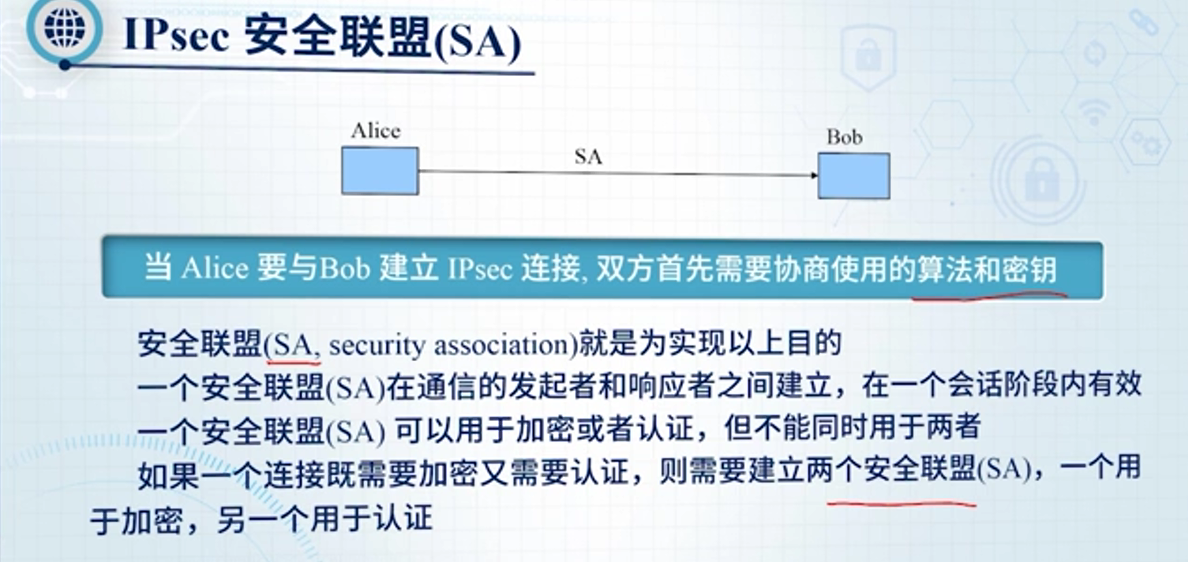 IPsec 安全联盟(SA)
Alice
SA
Bob
当 Alice 要与Bob 建立 IPsec 连接, 双方首先需要协商使用的算法和密钥
安全联盟(SA, security association)就是为实现以上目的
一个安全联盟(SA)在通信的发起者和响应者之间建立，在一个会话阶段内有效
一个安全联盟(SA) 可以用于加密或者认证，但不能同时用于两者
如果一个连接既需要加密又需要认证，则需要建立两个安全联盟(SA)，一个用
于加密，另一个用于认证